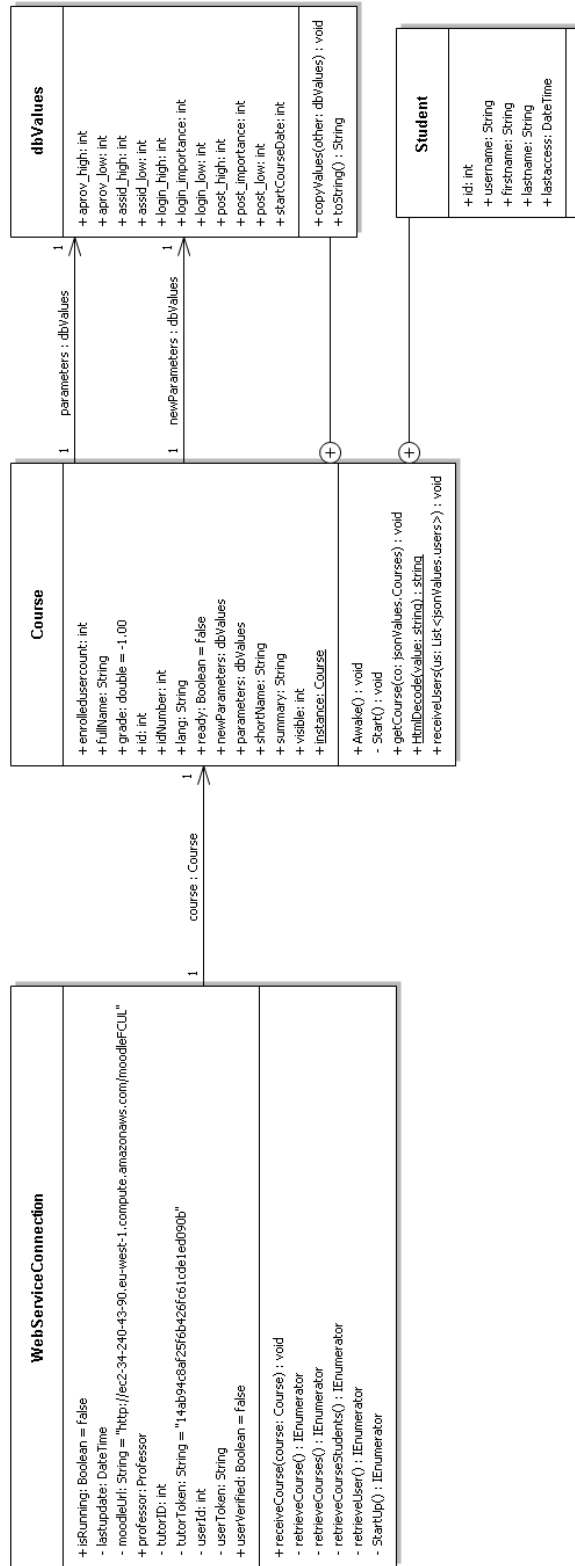 WebServiceConnection
+ isRunning: Boolean = false
- lastupdate: DateTime
- moodleUrl: String = "http://ec2-34-240-43-90.eu-west-1.compute.amazonaws.com/moodleFCUL"
+ professor: Professor
- tutorID: int
- tutorToken: String = "14ab94c8af25f6b426fc61cde1ed090b"
- userId: int
- userToken: String
+ userVerified: Boolean = false
+ receiveCourse(course: Course) : void
- retrieveCourse() : IEnumerator
- retrieveCourses() : IEnumerator
- retrieveCourseStudents() : IEnumerator
- retrieveUser() : IEnumerator
- StartUp() : IEnumerator
1
course : Course
1
Course
+ enrolledusercount: int
+ fullName: String
+ grade: double = -1.00
+ id: int
+ idNumber: int
+ lang: String
+ ready: Boolean = false
+ newParameters: dbValues
+ parameters: dbValues
+ shortName: String
+ summary: String
+ visible: int
+ instance: Course
+ Awake() : void
- Start() : void
+ getCourse(co: jsonValues.Courses) : void
+ HtmlDecode(value: string) : string
+ receiveUsers(us: List<jsonValues.users>) : void
1
parameters : dbValues
1
1
newParameters : dbValues
1
dbValues
+ aprov_high: int
+ aprov_low: int
+ assid_high: int
+ assid_low: int
+ login_high: int
+ login_importance: int
+ login_low: int
+ post_high: int
+ post_importance: int
+ post_low: int
+ startCourseDate: int
+ copyValues(other: dbValues) : void
+ toString() : String
Student
+ id: int
+ username: String
+ firstname: String
+ lastname: String
+ lastaccess: DateTime